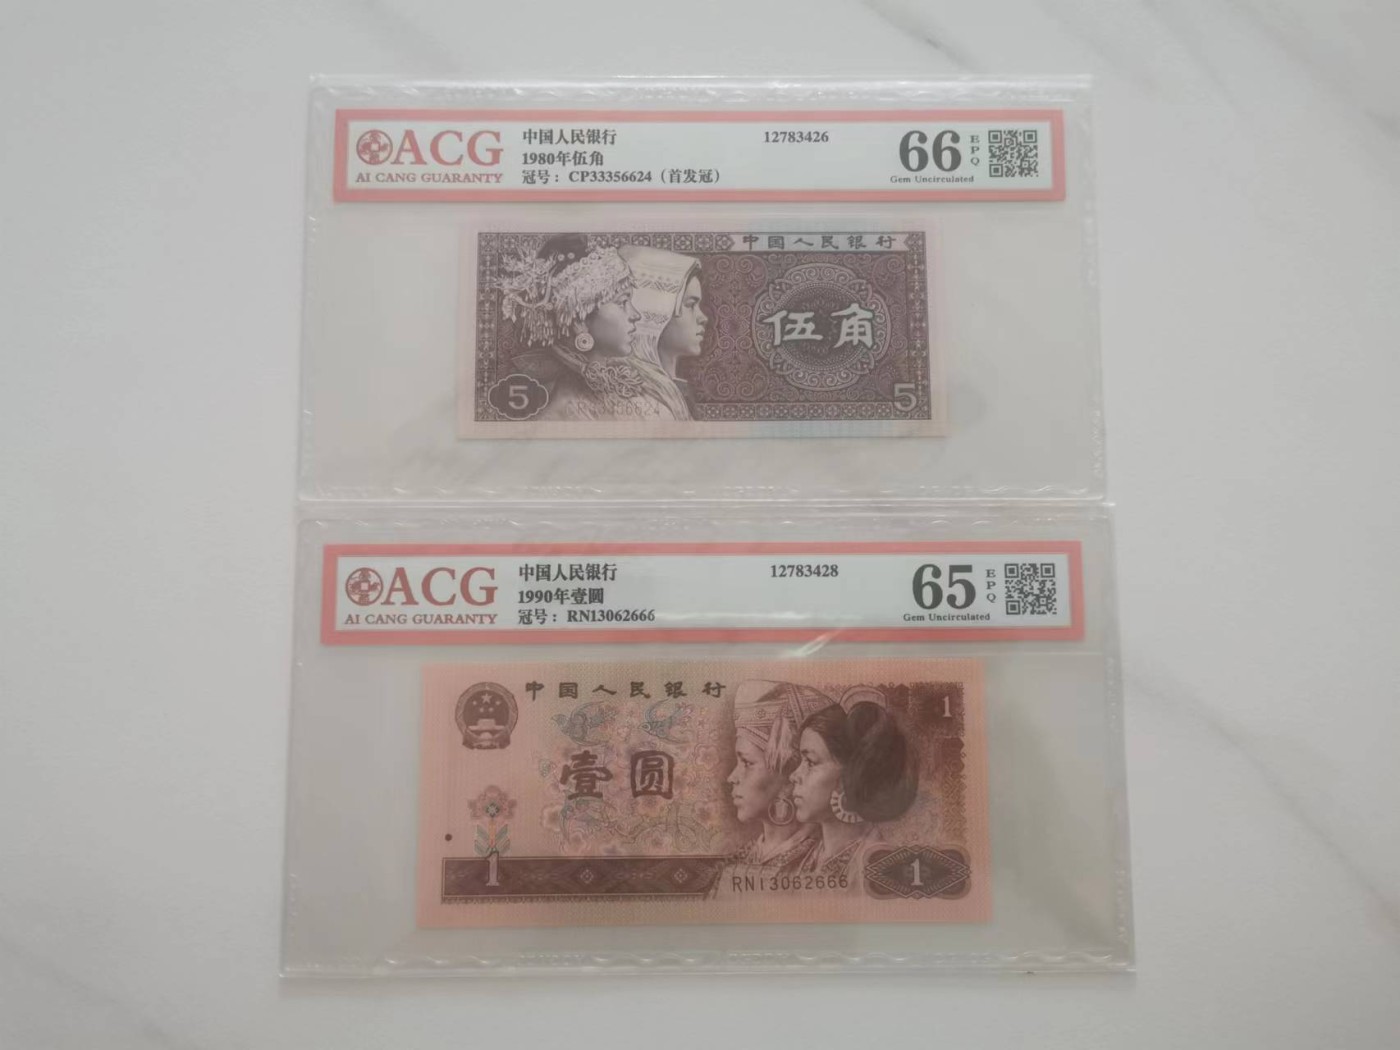 ACG
AI CANG GUARANTY
中国人民银行
1980年伍角
冠号：CP33356624（首发冠）
12783426
66
EPQ
Gem Uncirculated
中国人民银行
伍角
5
5
ACG
AI CANG GUARANTY
中国人民银行
1990年壹圆
冠号：RN13062666
12783428
65
EPQ
Gem Uncirculated
中国人民银行
1
壹圆
1
RN13062666
1